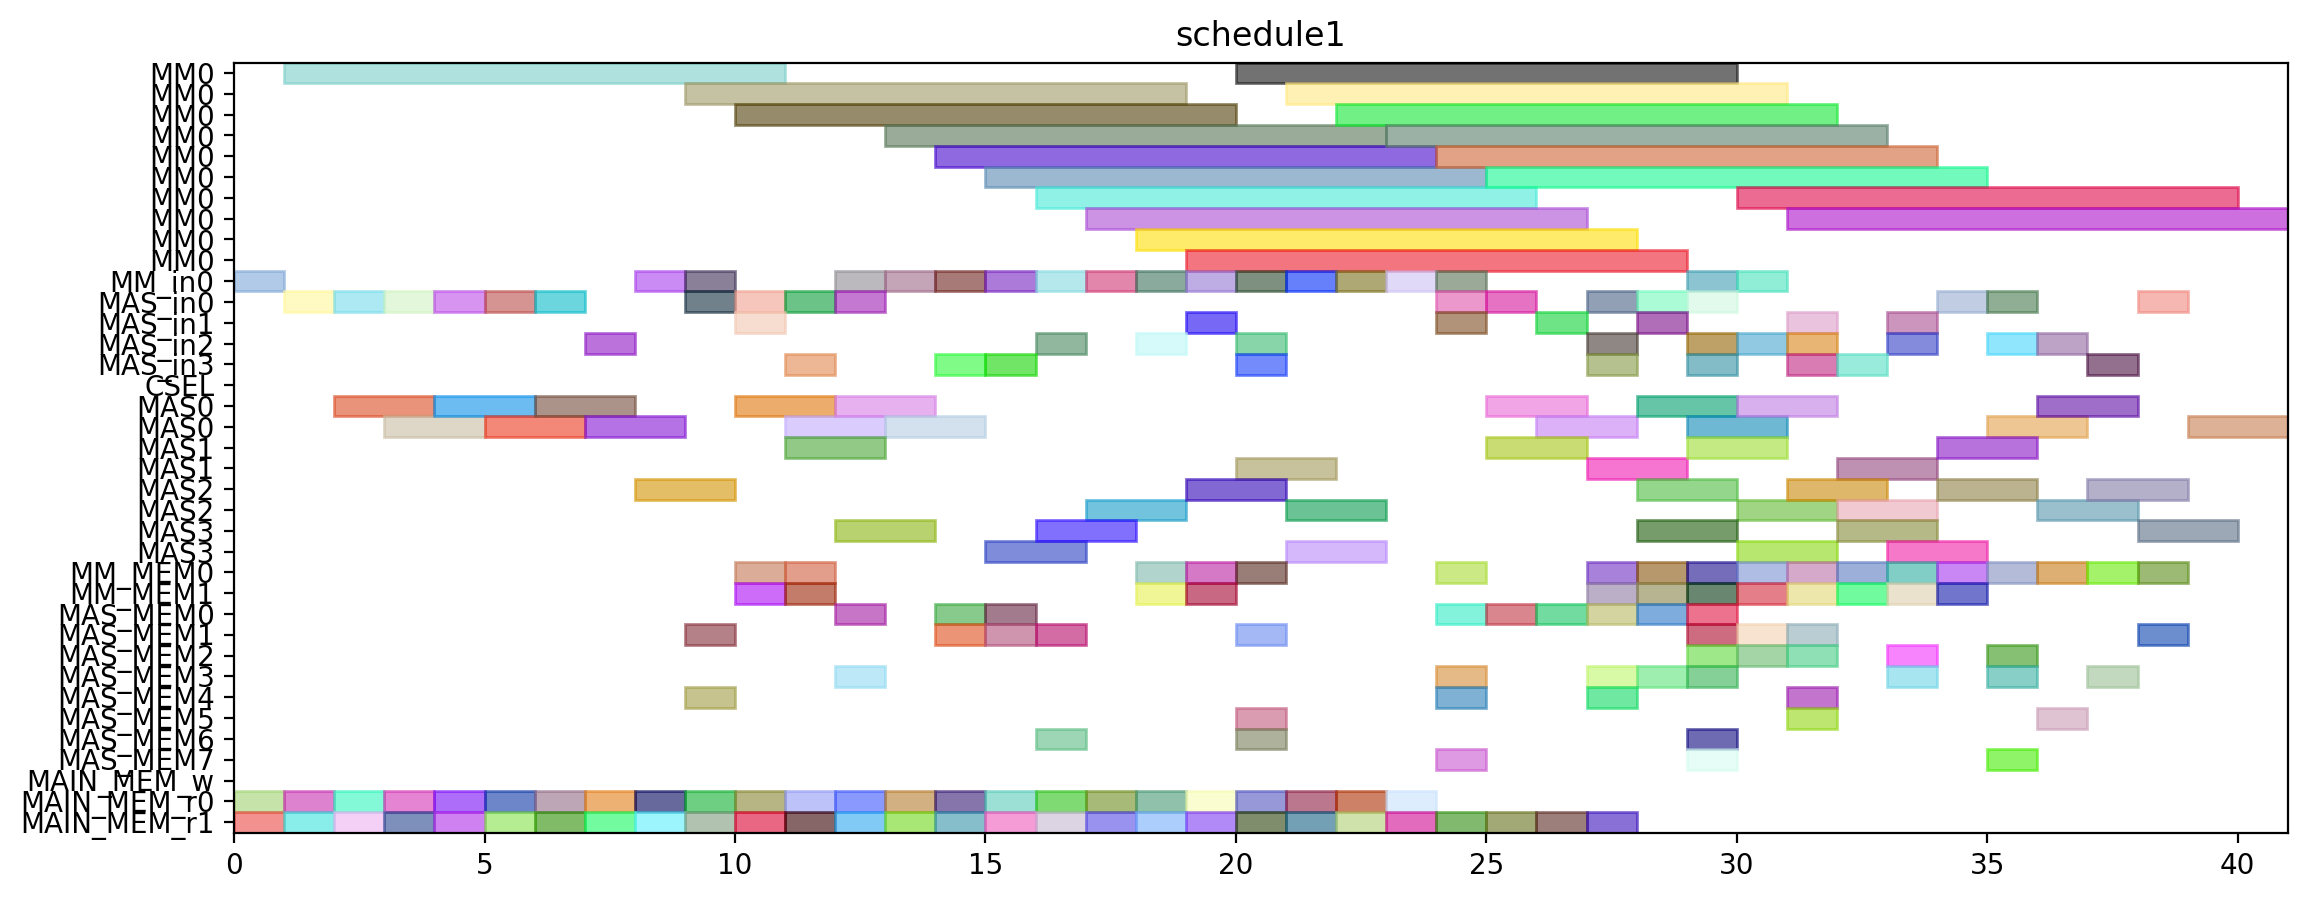 schedule1
MM0
MM0
MM0
MM0
MM0
MM0
MM0
MM0
MM0
MM0
MM_in0
MAS_in0
MAS_in1
MAS_in2
MAS_in3
CSEL
MAS0
MAS0
MAS1
MAS1
MAS2
MAS2
MAS3
MAS3
MM_MEM0
MM_MEM1
MAS_MEM0
MAS_MEM1
MAS_MEM2
MAS_MEM3
MAS_MEM4
MAS_MEM5
MAS_MEM6
MAS_MEM7
MAIN_MEM_w
MAIN_MEM_r0
MAIN_MEM_r1
0 5 10 15 20 25 30 35 40